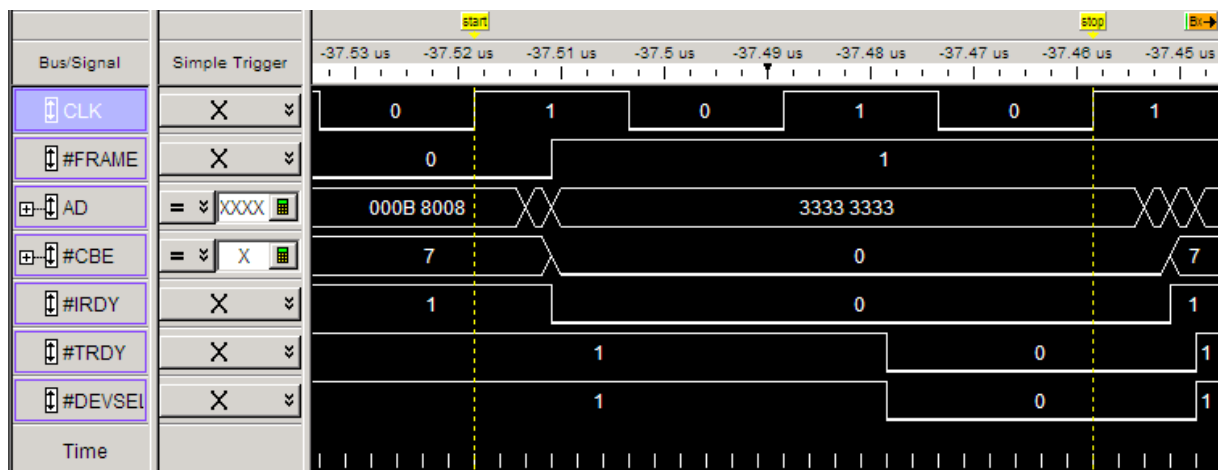 start stop Bx
Bus/Signal Simple Trigger -37.53 us -37.52 us -37.51 us -37.5 us -37.49 us -37.48 us -37.47 us -37.46 us -37.45 us
CLK X 0 1 0 1 0 1
#FRAME X 0 1
AD = XXXX 000B 8008 3333 3333
#CBE = X 7 0 7
#IRDY X 1 0 1
#TRDY X 1 0 1
#DEVSEL X 1 0 1
Time